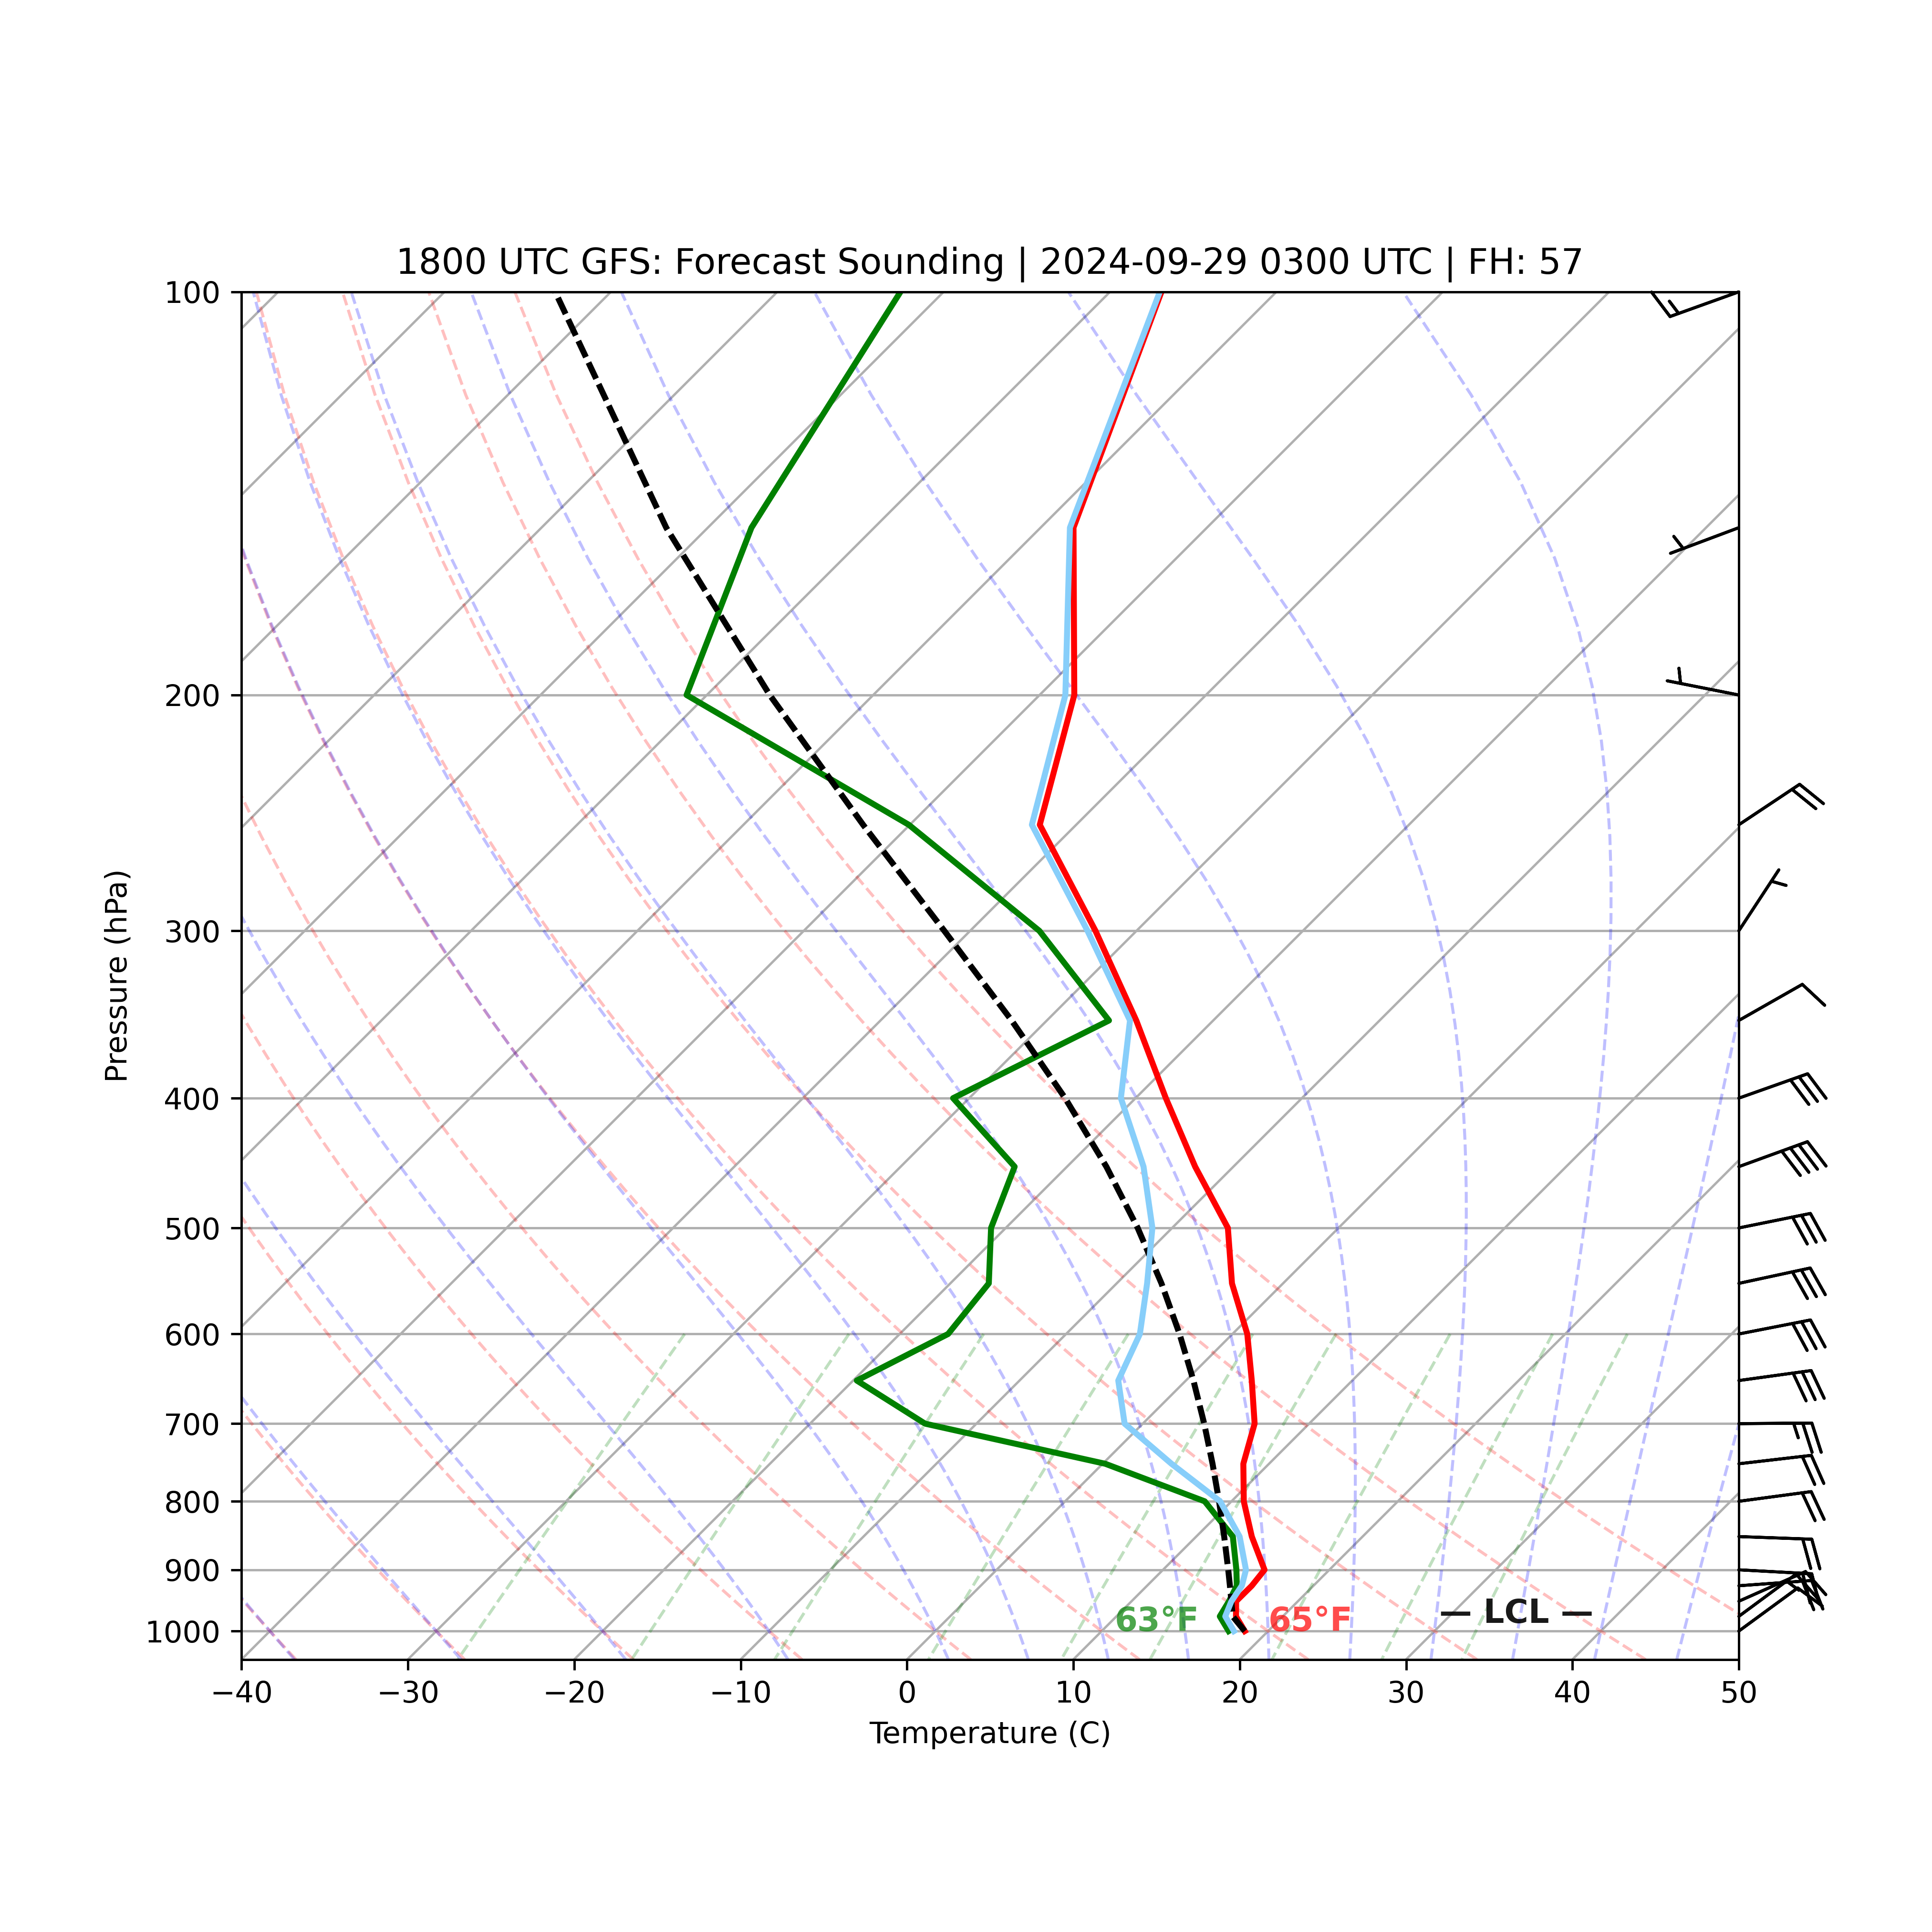 1800 UTC GFS: Forecast Sounding | 2024-09-29 0300 UTC | FH: 57
100
200
300
400
500
600
700
800
900
1000
Pressure (hPa)
63°F
65°F
— LCL —
−40 −30 −20 −10 0 10 20 30 40 50
Temperature (C)